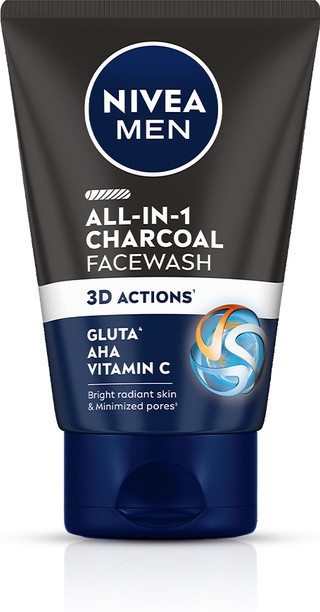 NIVEA
MEN
ALL-IN-1
CHARCOAL
FACEWASH
3D ACTIONS¹
GLUTA⁴
AHA
VITAMIN C
Bright radiant skin
& Minimized pores²